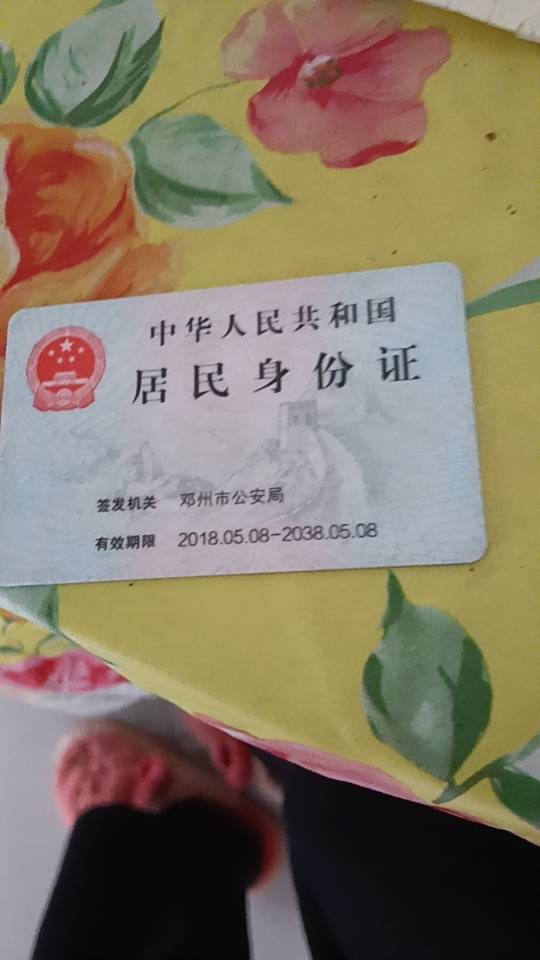 中华人民共和国
居民身份证
签发机关 邓州市公安局
有效期限 2018.05.08-2038.05.08